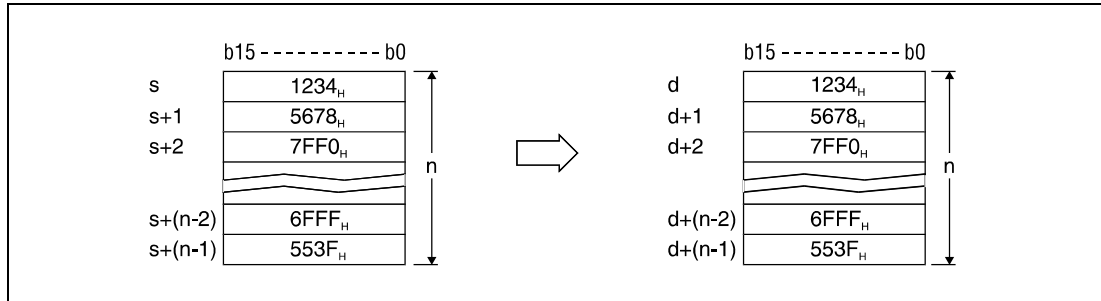 b15 ---------- b0
s 1234H
s+1 5678H
s+2 7FF0H
n
s+(n-2) 6FFFH
s+(n-1) 553FH
b15 ---------- b0
d 1234H
d+1 5678H
d+2 7FF0H
n
d+(n-2) 6FFFH
d+(n-1) 553FH